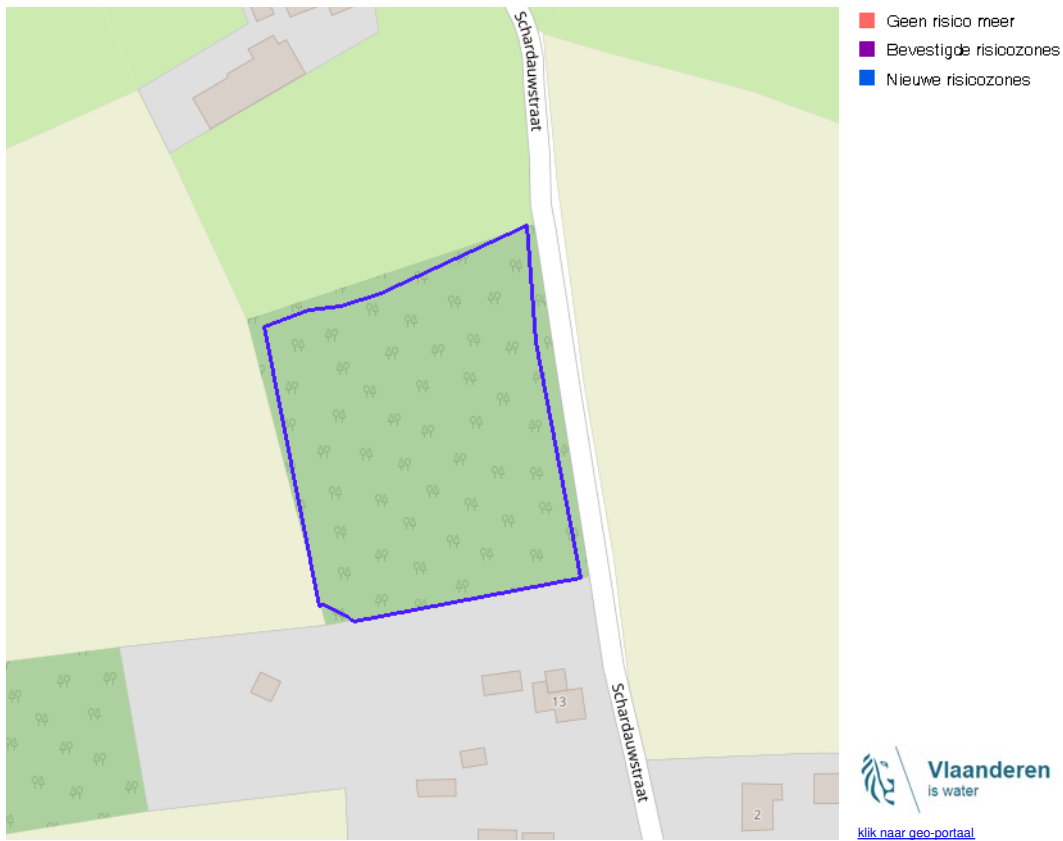 Schardauwstraat
13
Schardauwstraat
2
Geen risico meer
Bevestigde risicozones
Nieuwe risicozones
Vlaanderen
is water
klik naar geo-portaal